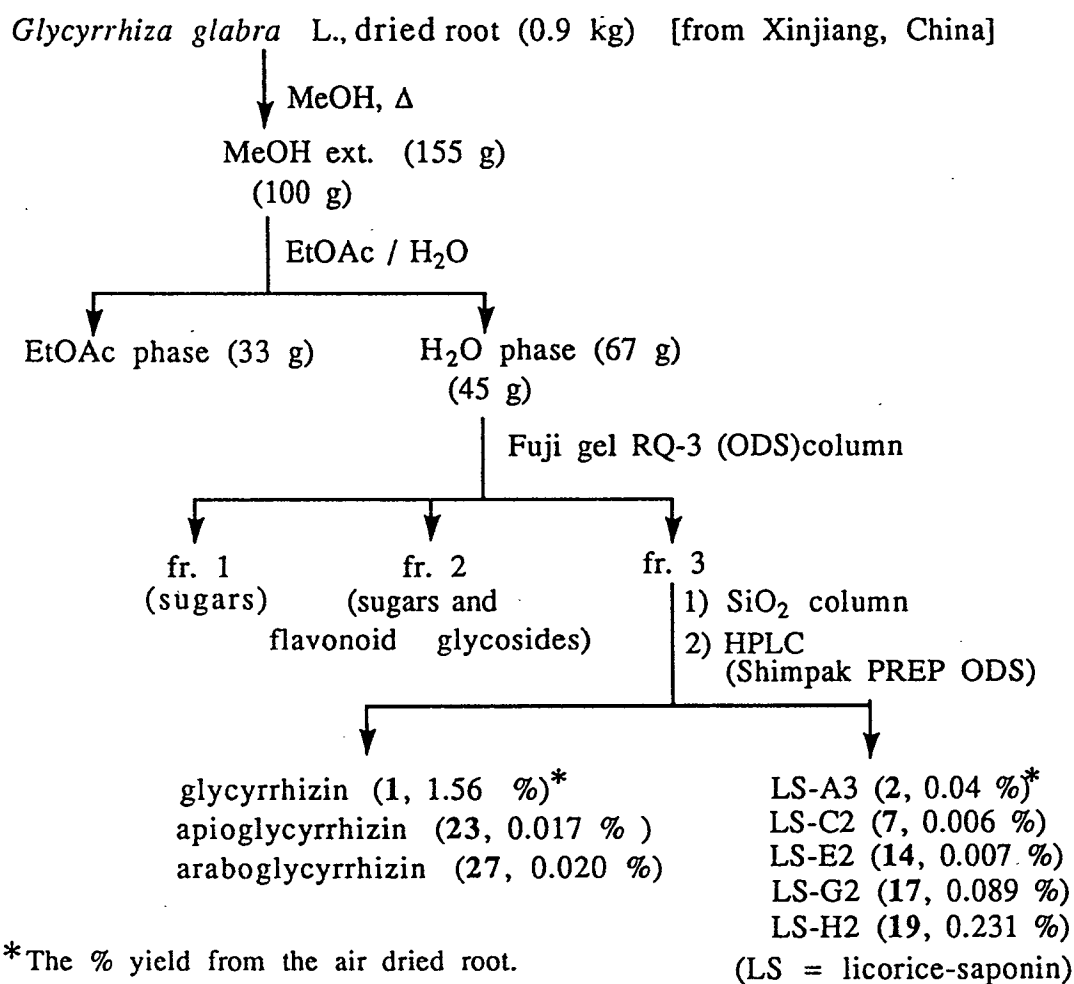 Glycyrrhiza glabra L., dried root (0.9 kg) [from Xinjiang, China]
MeOH, Δ
MeOH ext. (155 g)
(100 g)
EtOAc / H₂O
EtOAc phase (33 g)
H₂O phase (67 g)
(45 g)
Fuji gel RQ-3 (ODS)column
fr. 1
(sugars)
fr. 2
(sugars and
flavonoid glycosides)
fr. 3
1) SiO₂ column
2) HPLC
(Shimpak PREP ODS)
glycyrrhizin (1, 1.56 %)*
apioglycyrrhizin (23, 0.017 % )
araboglycyrrhizin (27, 0.020 %)
LS-A3 (2, 0.04 %)*
LS-C2 (7, 0.006 %)
LS-E2 (14, 0.007 %)
LS-G2 (17, 0.089 %)
LS-H2 (19, 0.231 %)
(LS = licorice-saponin)
*The % yield from the air dried root.